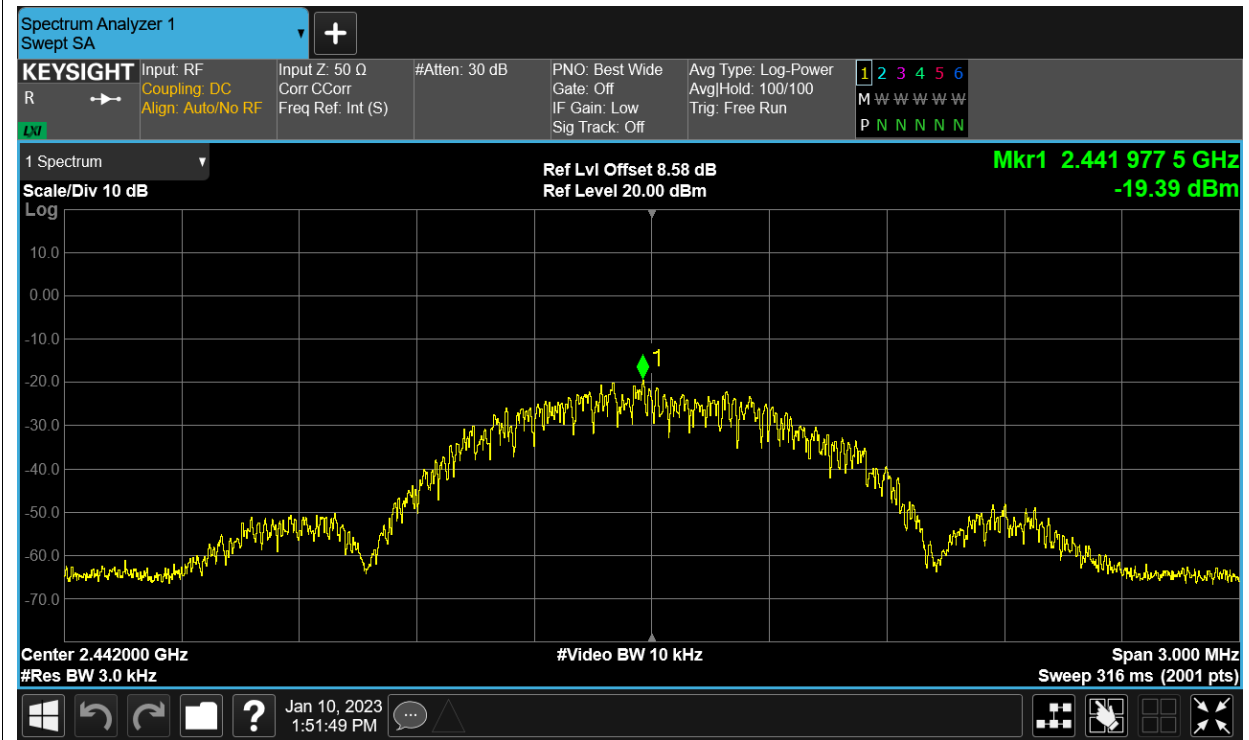 Spectrum Analyzer 1
Swept SA
▼
+
KEYSIGHT
R
LXI
Input: RF
Coupling: DC
Align: Auto/No RF
Input Z: 50 Ω
Corr CCorr
Freq Ref: Int (S)
#Atten: 30 dB
PNO: Best Wide
Gate: Off
IF Gain: Low
Sig Track: Off
Avg Type: Log-Power
Avg|Hold: 100/100
Trig: Free Run
1 2 3 4 5 6
M W W W W W
P N N N N N
1 Spectrum ▼
Scale/Div 10 dB
Log
Ref Lvl Offset 8.58 dB
Ref Level 20.00 dBm
Mkr1 2.441 977 5 GHz
-19.39 dBm
10.0
0.00
-10.0
-20.0
-30.0
-40.0
-50.0
-60.0
-70.0
1
Center 2.442000 GHz
#Res BW 3.0 kHz
#Video BW 10 kHz
Span 3.000 MHz
Sweep 316 ms (2001 pts)
?
Jan 10, 2023
1:51:49 PM